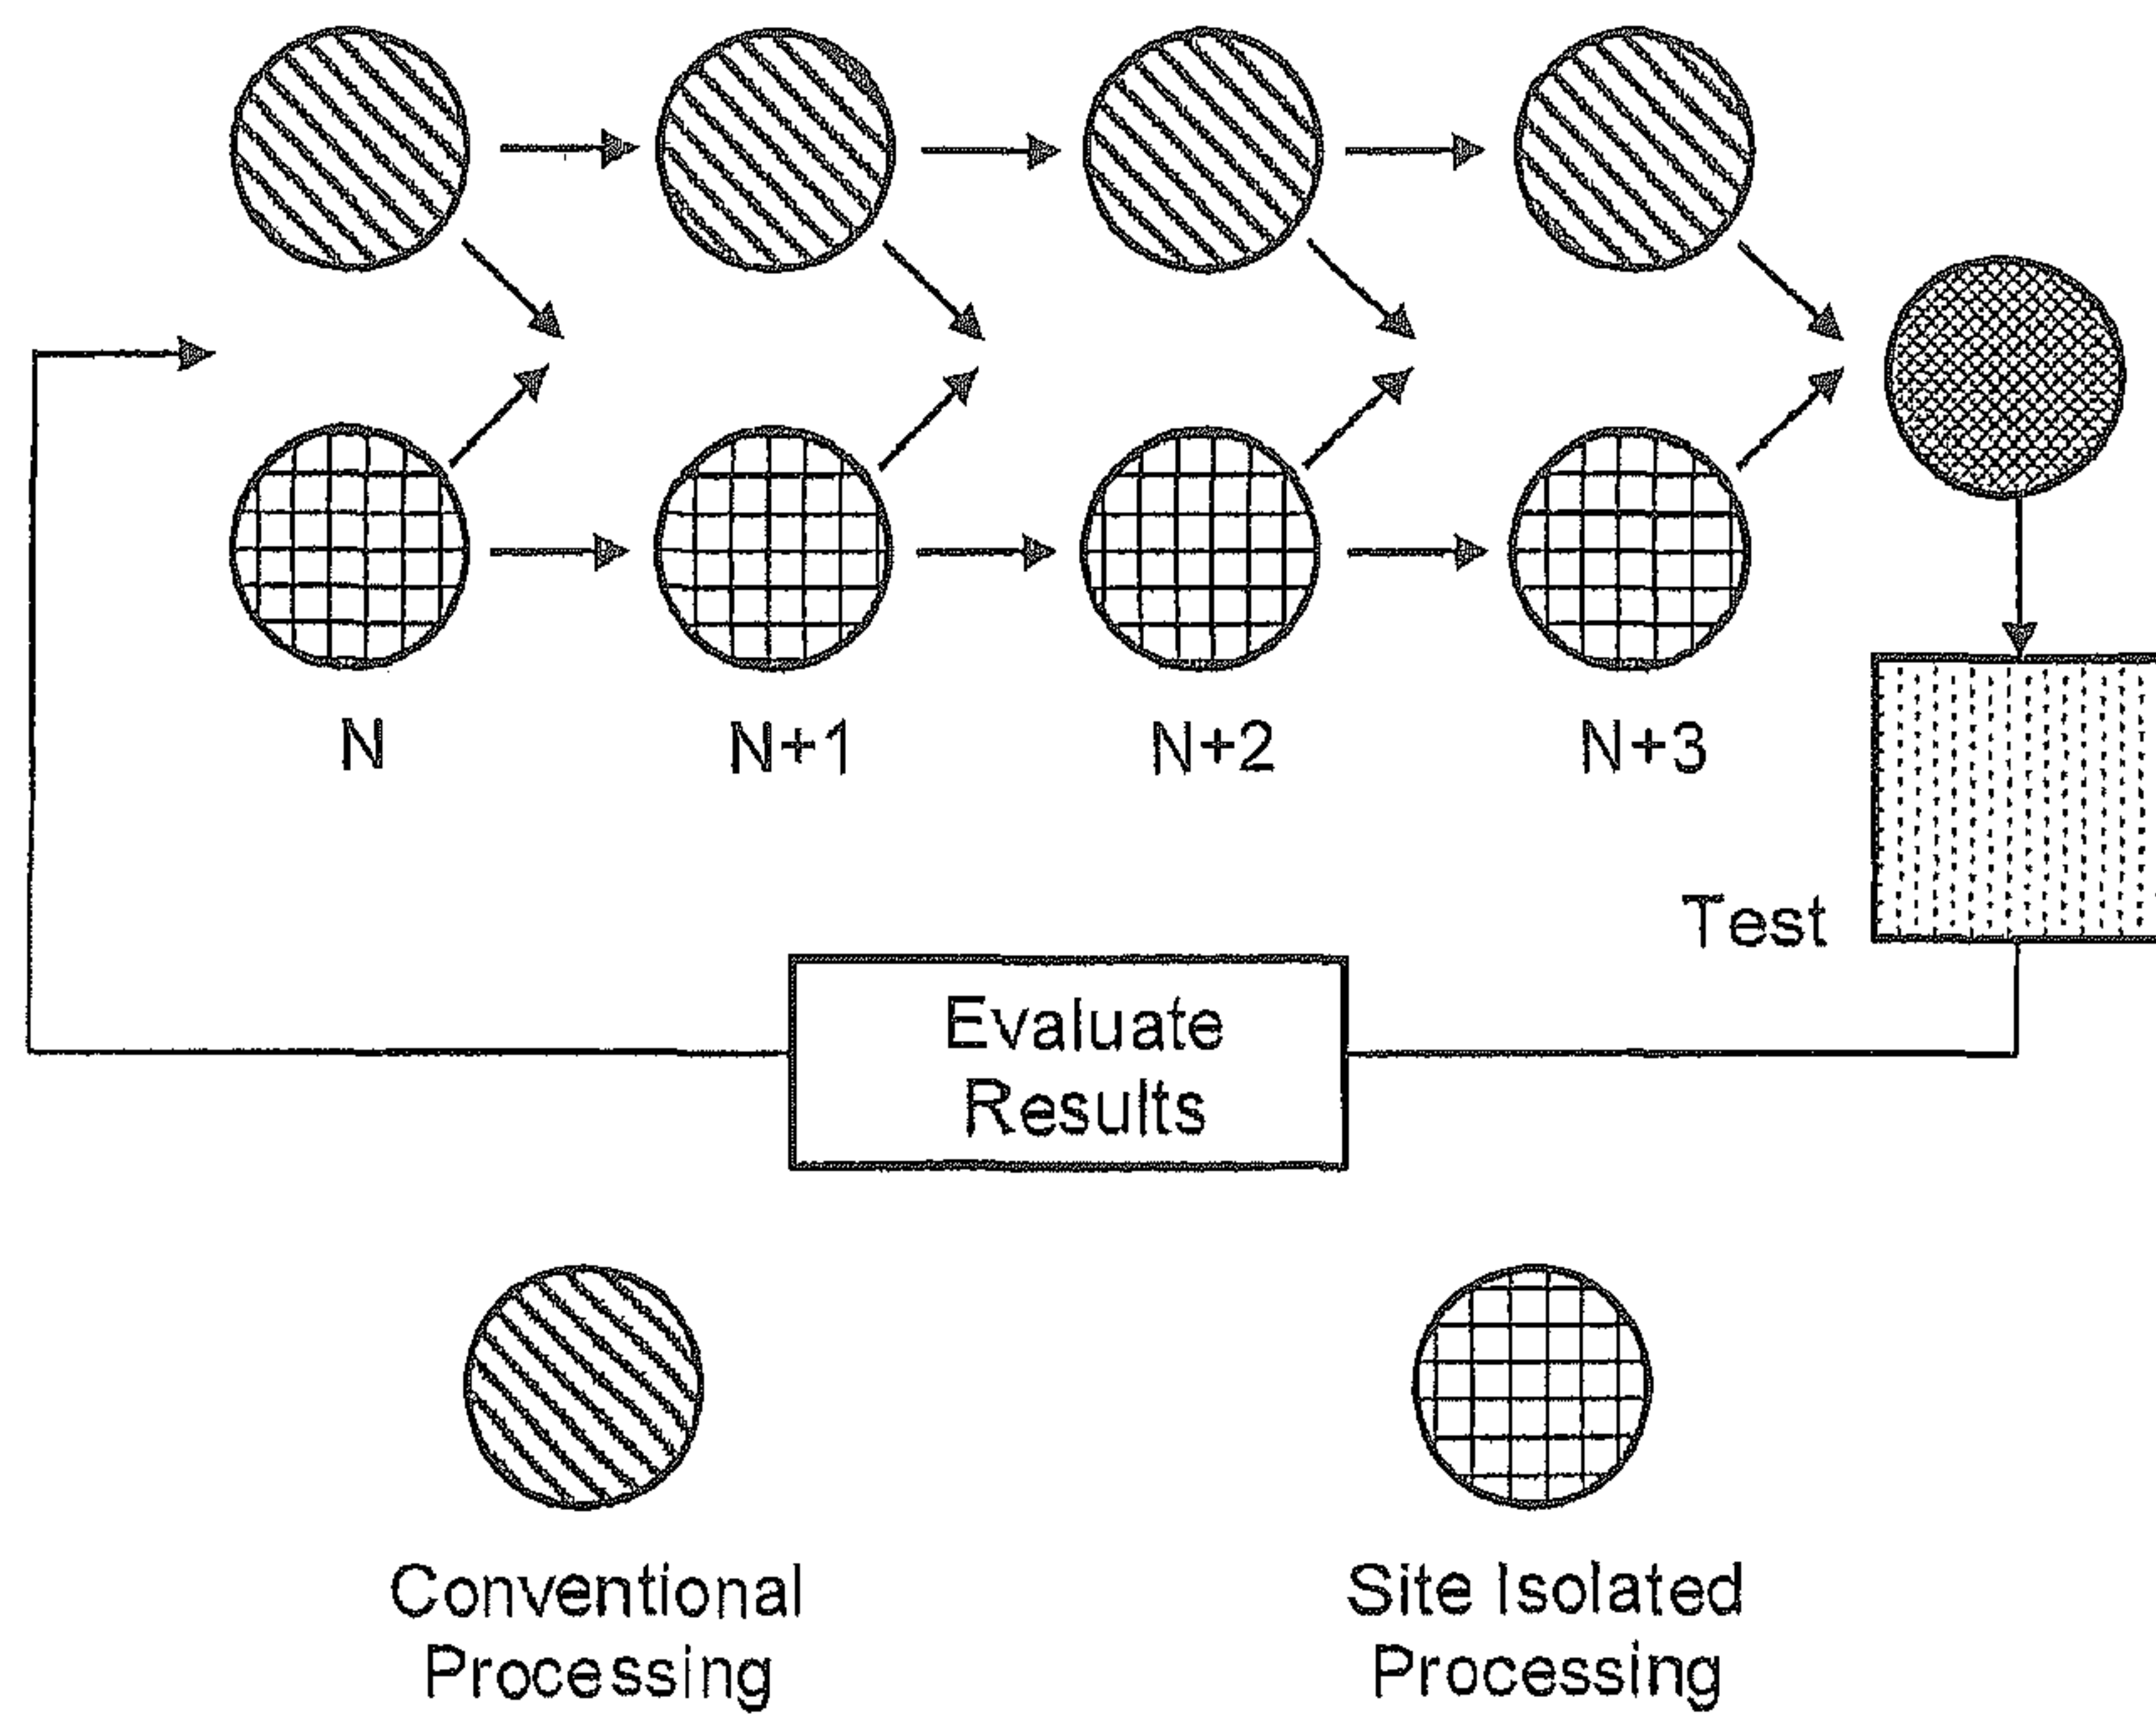 N
N+1
N+2
N+3
Test
Evaluate
Results
Conventional
Processing
Site Isolated
Processing